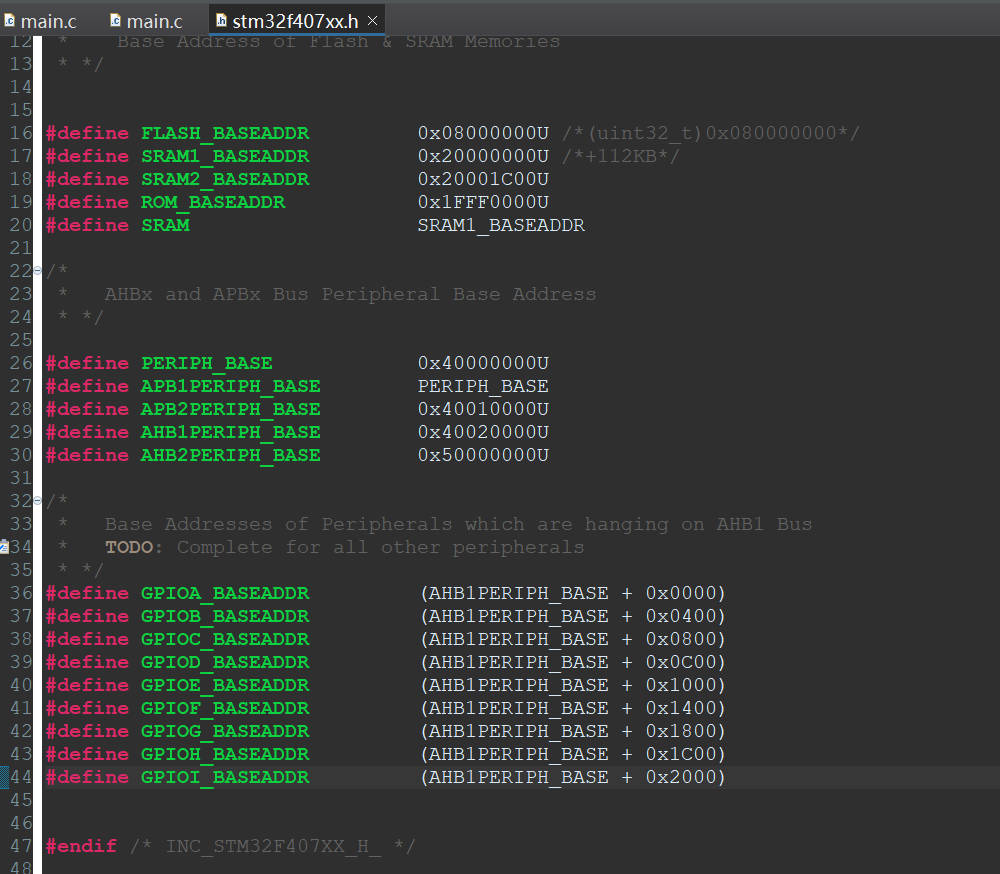 main.c main.c stm32f407xx.h
12 * Base Address of Flash & SRAM Memories
13 * */
14
15
16 #define FLASH_BASEADDR 0x08000000U /*(uint32_t)0x080000000*/
17 #define SRAM1_BASEADDR 0x20000000U /*+112KB*/
18 #define SRAM2_BASEADDR 0x20001C00U
19 #define ROM_BASEADDR 0x1FFF0000U
20 #define SRAM SRAM1_BASEADDR
21
22 /*
23 * AHBx and APBx Bus Peripheral Base Address
24 * */
25
26 #define PERIPH_BASE 0x40000000U
27 #define APB1PERIPH_BASE PERIPH_BASE
28 #define APB2PERIPH_BASE 0x40010000U
29 #define AHB1PERIPH_BASE 0x40020000U
30 #define AHB2PERIPH_BASE 0x50000000U
31
32 /*
33 * Base Addresses of Peripherals which are hanging on AHB1 Bus
34 * TODO: Complete for all other peripherals
35 * */
36 #define GPIOA_BASEADDR (AHB1PERIPH_BASE + 0x0000)
37 #define GPIOB_BASEADDR (AHB1PERIPH_BASE + 0x0400)
38 #define GPIOC_BASEADDR (AHB1PERIPH_BASE + 0x0800)
39 #define GPIOD_BASEADDR (AHB1PERIPH_BASE + 0x0C00)
40 #define GPIOE_BASEADDR (AHB1PERIPH_BASE + 0x1000)
41 #define GPIOF_BASEADDR (AHB1PERIPH_BASE + 0x1400)
42 #define GPIOG_BASEADDR (AHB1PERIPH_BASE + 0x1800)
43 #define GPIOH_BASEADDR (AHB1PERIPH_BASE + 0x1C00)
44 #define GPIOI_BASEADDR (AHB1PERIPH_BASE + 0x2000)
45
46
47 #endif /* INC_STM32F407XX_H_ */
48